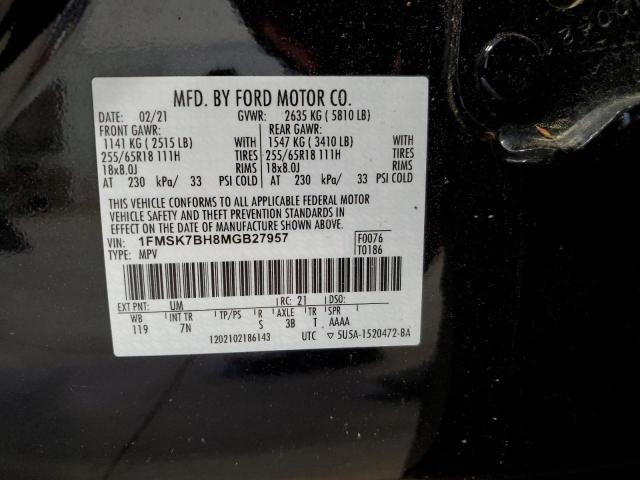 MFD. BY FORD MOTOR CO.
DATE: 02/21 GVWR: 2635 KG ( 5810 LB)
FRONT GAWR: REAR GAWR:
1141 KG ( 2515 LB) WITH 1547 KG ( 3410 LB) WITH
255/65R18 111H TIRES 255/65R18 111H TIRES
18x8.0J RIMS 18x8.0J RIMS
AT 230 kPa/ 33 PSI COLD AT 230 kPa/ 33 PSI COLD
THIS VEHICLE CONFORMS TO ALL APPLICABLE FEDERAL MOTOR
VEHICLE SAFETY AND THEFT PREVENTION STANDARDS IN
EFFECT ON THE DATE OF MANUFACTURE SHOWN ABOVE.
VIN: 1FMSK7BH8MGB27957 F0076
TYPE: MPV T0186
EXT PNT: UM RC: 21 DSO:
WB INT TR TP/PS R AXLE TR SPR
119 7N S 3B T AAAA
1202102186143 UTC ▽ 5U5A-1520472-BA